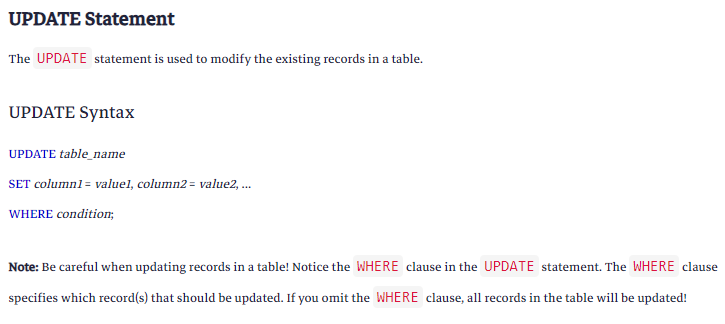 UPDATE Statement
The UPDATE statement is used to modify the existing records in a table.
UPDATE Syntax
UPDATE table_name
SET column1 = value1, column2 = value2, ...
WHERE condition;
Note: Be careful when updating records in a table! Notice the WHERE clause in the UPDATE statement. The WHERE clause
specifies which record(s) that should be updated. If you omit the WHERE clause, all records in the table will be updated!